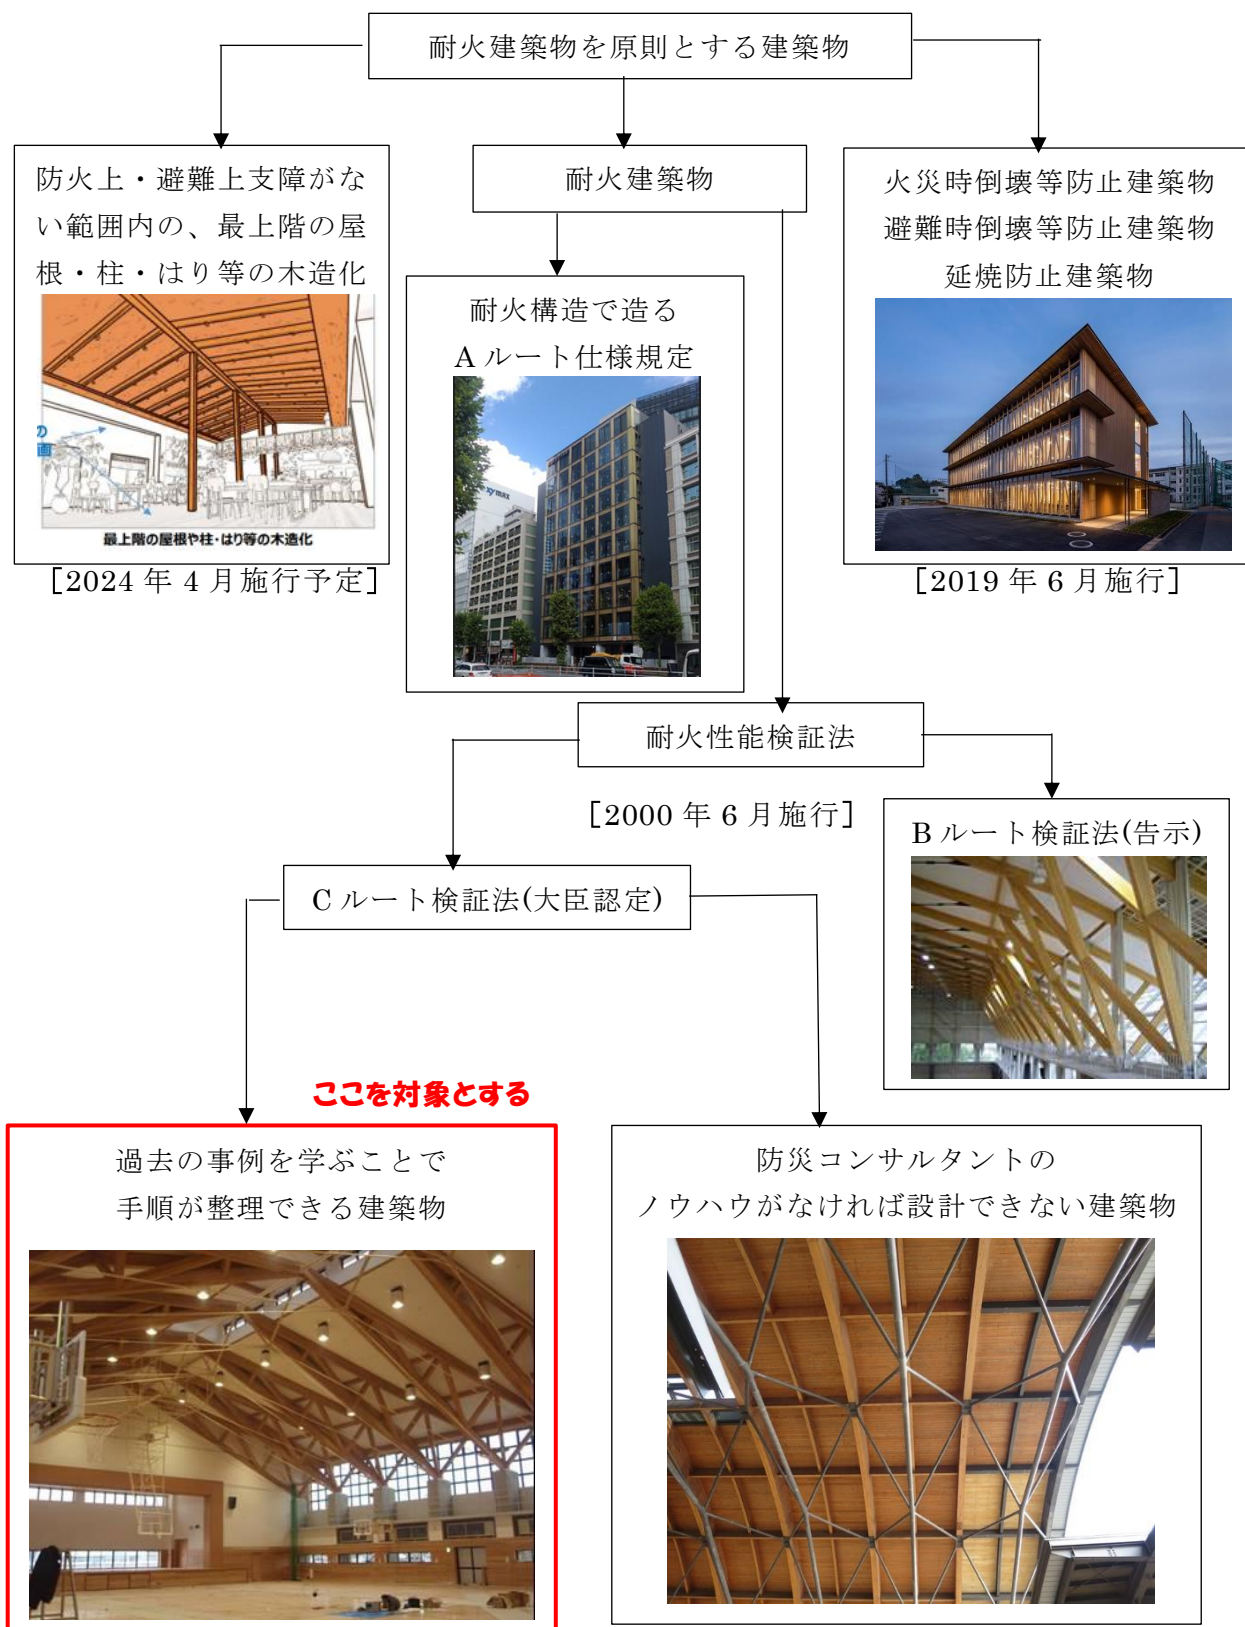 耐火建築物を原則とする建築物
防火上・避難上支障がな
い範囲内の、最上階の屋
根・柱・はり等の木造化
の
画
最上階の屋根や柱・はり等の木造化
[2024 年 4 月施行予定]
耐火建築物
耐火構造で造る
A ルート仕様規定
xymax
火災時倒壊等防止建築物
避難時倒壊等防止建築物
延焼防止建築物
[2019 年 6 月施行]
耐火性能検証法
[2000 年 6 月施行]
B ルート検証法(告示)
C ルート検証法(大臣認定)
ここを対象とする
過去の事例を学ぶことで
手順が整理できる建築物
防災コンサルタントの
ノウハウがなければ設計できない建築物